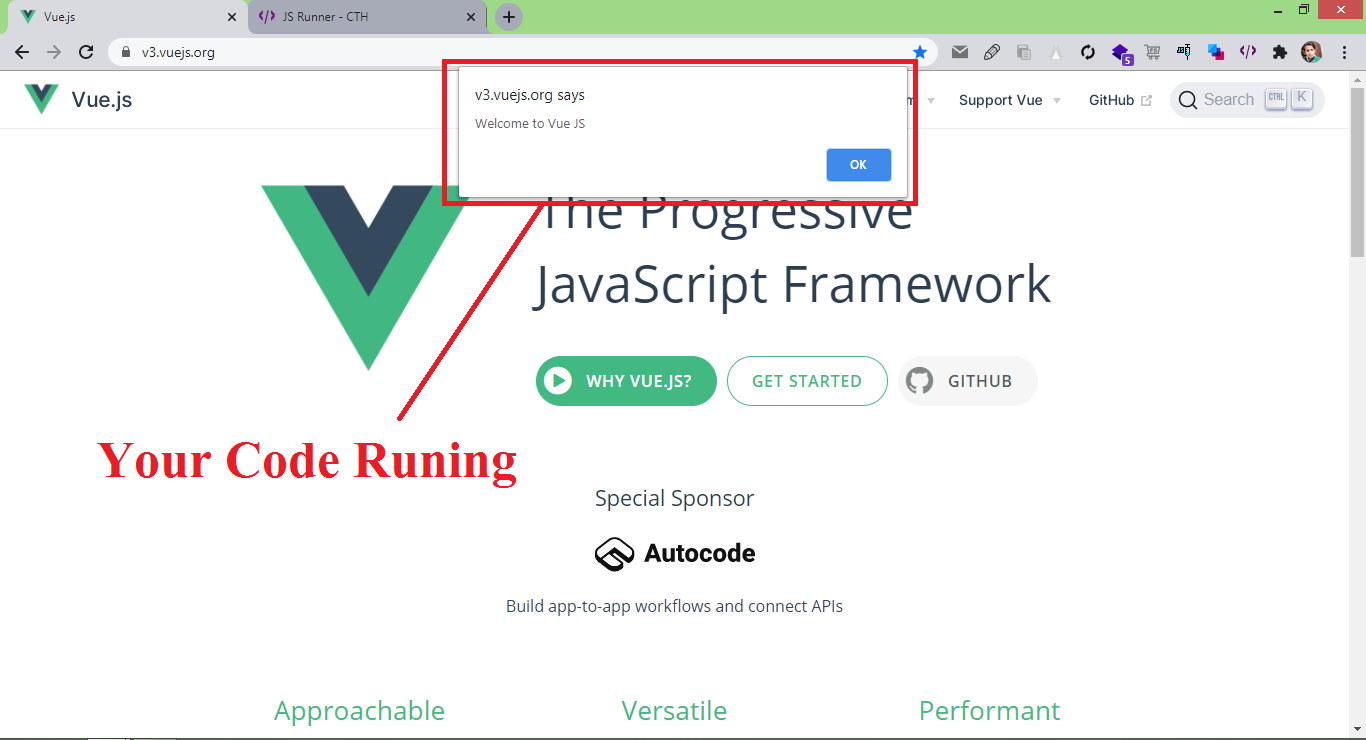 Vue.js
JS Runner - CTH
v3.vuejs.org
5
Vue.js
Support Vue
GitHub
Search
CTRL
K
v3.vuejs.org says
Welcome to Vue JS
OK
The Progressive
JavaScript Framework
WHY VUE.JS?
GET STARTED
GITHUB
Your Code Runing
Special Sponsor
Autocode
Build app-to-app workflows and connect APIs
Approachable
Versatile
Performant